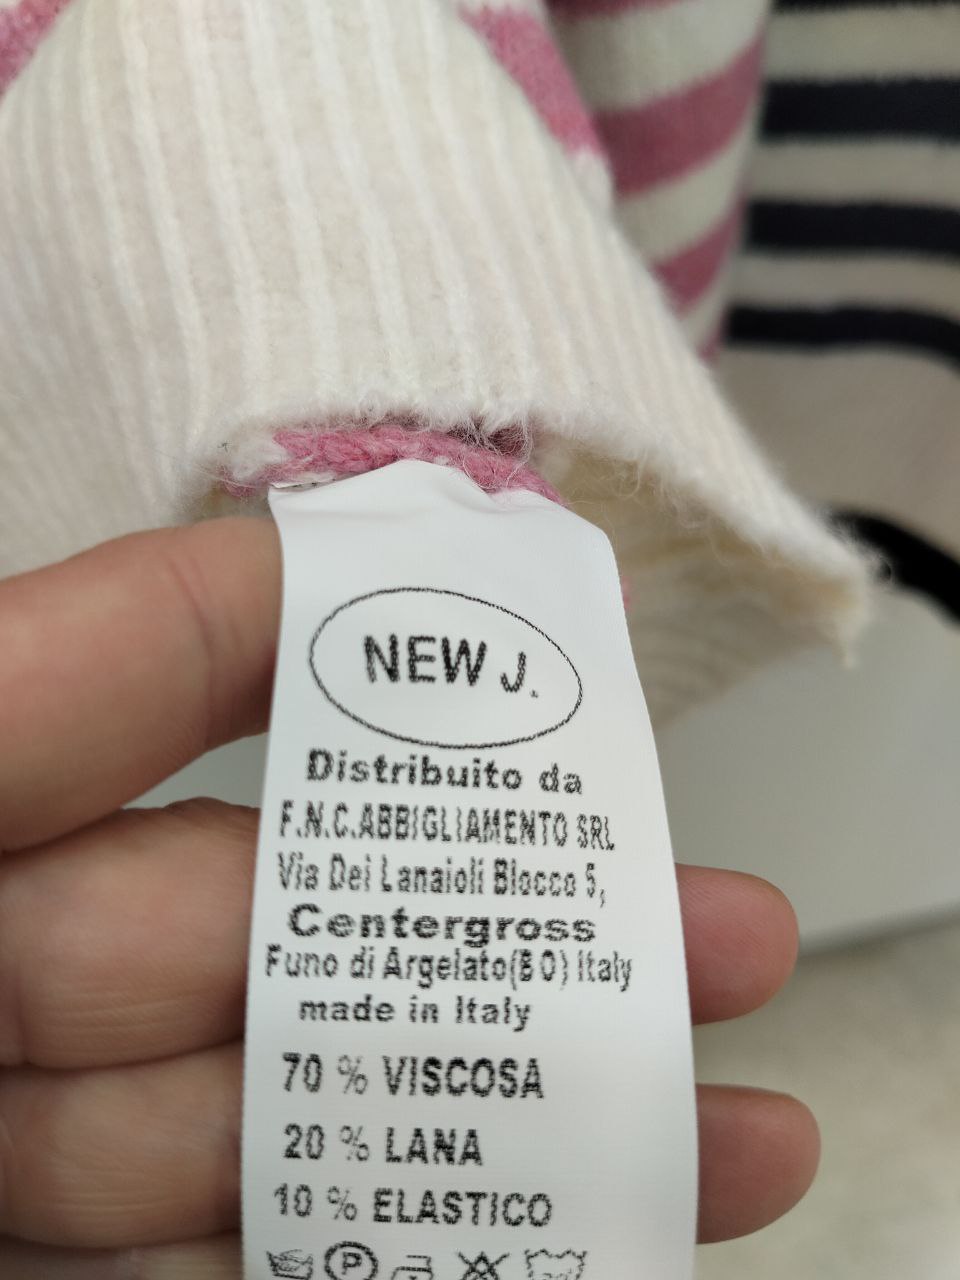 NEW J.
Distribuito da
F.N.C.ABBIGLIAMENTO SRL
Via Dei Lanaioli Blocco 5,
Centergross
Funo di Argelato(BO) Italy
made in Italy
70 % VISCOSA
20 % LANA
10 % ELASTICO
P